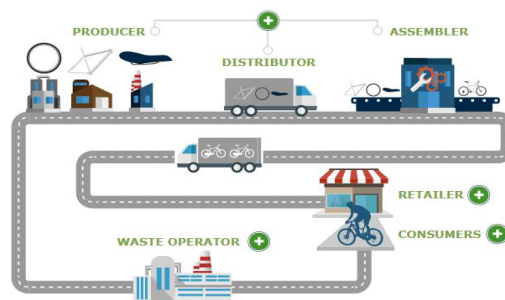 PRODUCER
ASSEMBLER
DISTRIBUTOR
RETAILER
CONSUMERS
WASTE OPERATOR